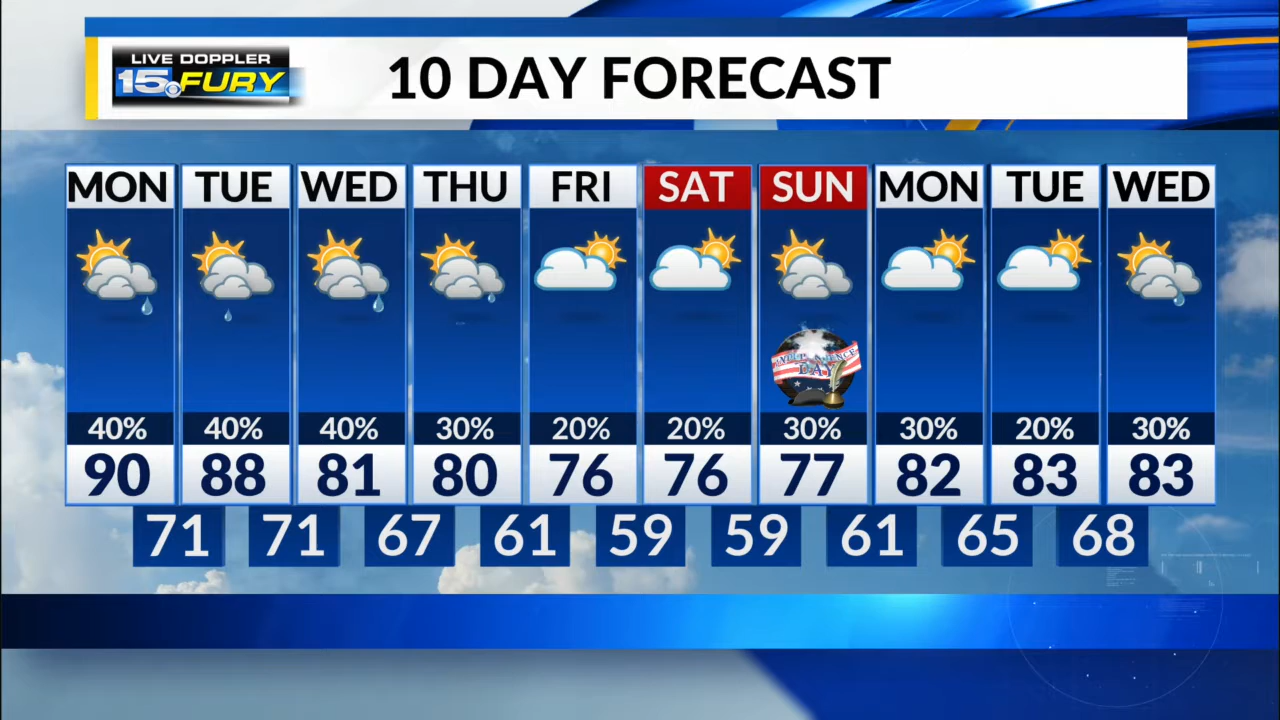 LIVE DOPPLER
15 FURY
10 DAY FORECAST
MON TUE WED THU FRI SAT SUN MON TUE WED
INDEPENDENCE
DAY
40% 40% 40% 30% 20% 20% 30% 30% 20% 30%
90 88 81 80 76 76 77 82 83 83
71 71 67 61 59 59 61 65 68